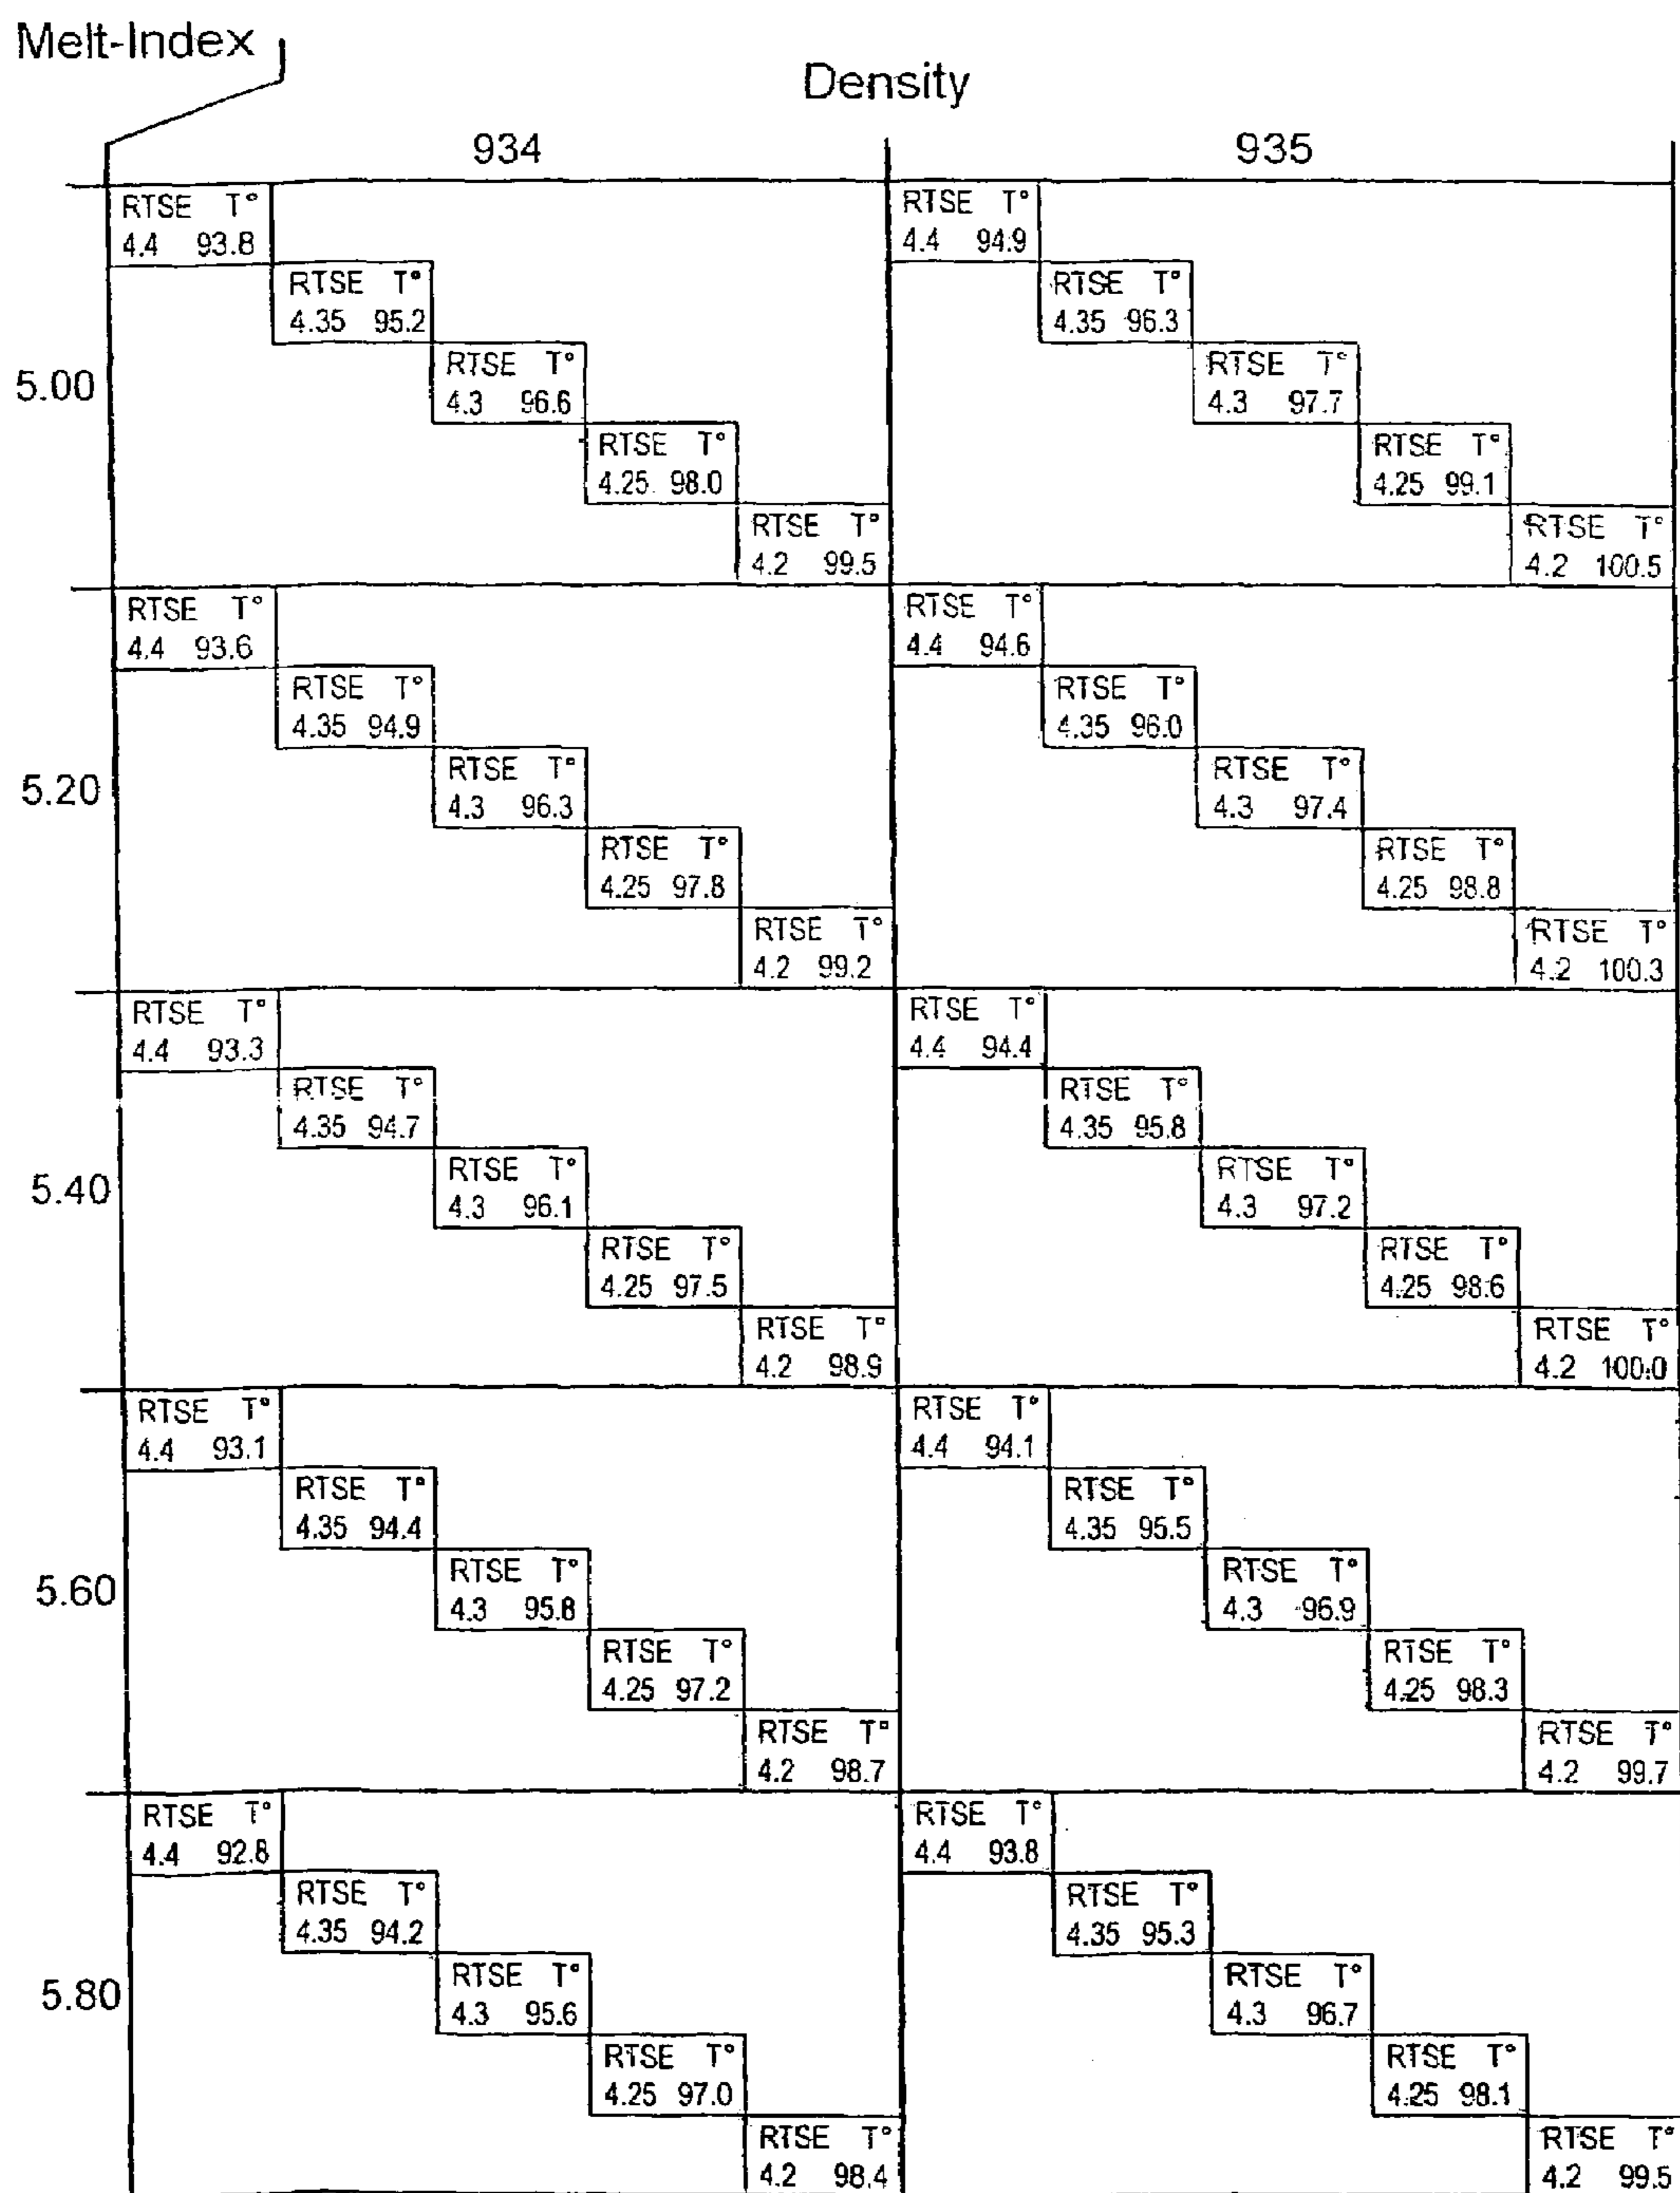 Melt-Index
Density
934 935
RTSE T° RTSE T°
4.4 93.8 4.4 94.9
RTSE T° RTSE T°
4.35 95.2 4.35 96.3
RTSE T° RTSE T°
4.3 96.6 4.3 97.7
5.00
RTSE T° RTSE T°
4.25 98.0 4.25 99.1
RTSE T° RTSE T°
4.2 99.5 4.2 100.5
RTSE T° RTSE T°
4.4 93.6 4.4 94.6
RTSE T° RTSE T°
4.35 94.9 4.35 96.0
RTSE T° RTSE T°
4.3 96.3 4.3 97.4
5.20
RTSE T° RTSE T°
4.25 97.8 4.25 98.8
RTSE T° RTSE T°
4.2 99.2 4.2 100.3
RTSE T° RTSE T°
4.4 93.3 4.4 94.4
RTSE T° RTSE T°
4.35 94.7 4.35 95.8
RTSE T° RTSE T°
4.3 96.1 4.3 97.2
5.40
RTSE T° RTSE T°
4.25 97.5 4.25 98.6
RTSE T° RTSE T°
4.2 98.9 4.2 100.0
RTSE T° RTSE T°
4.4 93.1 4.4 94.1
RTSE T° RTSE T°
4.35 94.4 4.35 95.5
RTSE T° RTSE T°
4.3 95.8 4.3 96.9
5.60
RTSE T° RTSE T°
4.25 97.2 4.25 98.3
RTSE T° RTSE T°
4.2 98.7 4.2 99.7
RTSE T° RTSE T°
4.4 92.8 4.4 93.8
RTSE T° RTSE T°
4.35 94.2 4.35 95.3
RTSE T° RTSE T°
4.3 95.6 4.3 96.7
5.80
RTSE T° RTSE T°
4.25 97.0 4.25 98.1
RTSE T° RTSE T°
4.2 98.4 4.2 99.5